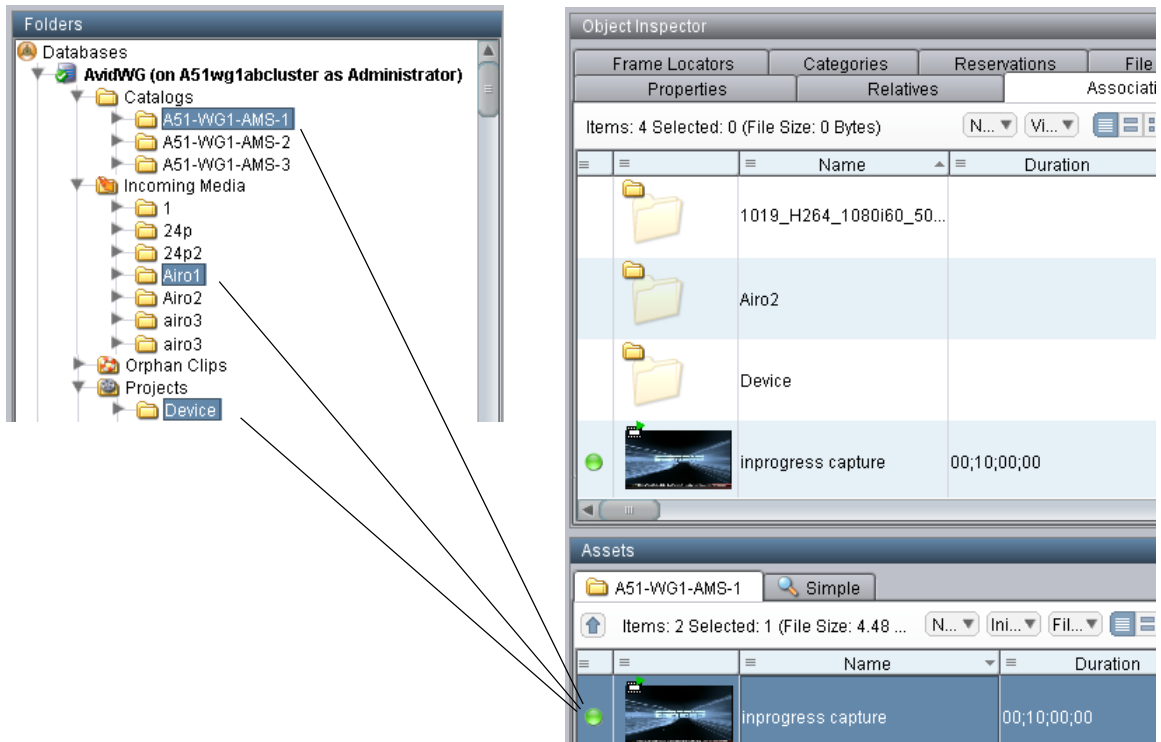 Folders
Databases
AvidWG (on A51wg1abcluster as Administrator)
Catalogs
A51-WG1-AMS-1
A51-WG1-AMS-2
A51-WG1-AMS-3
Incoming Media
1
24p
24p2
Airo1
Airo2
airo3
airo3
Orphan Clips
Projects
Device
Object Inspector
Frame Locators Categories Reservations File
Properties Relatives Associati
Items: 4 Selected: 0 (File Size: 0 Bytes) N... Vi...
Name Duration
1019_H264_1080i60_50...
Airo2
Device
inprogress capture 00;10;00;00
Assets
A51-WG1-AMS-1 Simple
Items: 2 Selected: 1 (File Size: 4.48 ... N... Ini... Fil...
Name Duration
inprogress capture 00;10;00;00